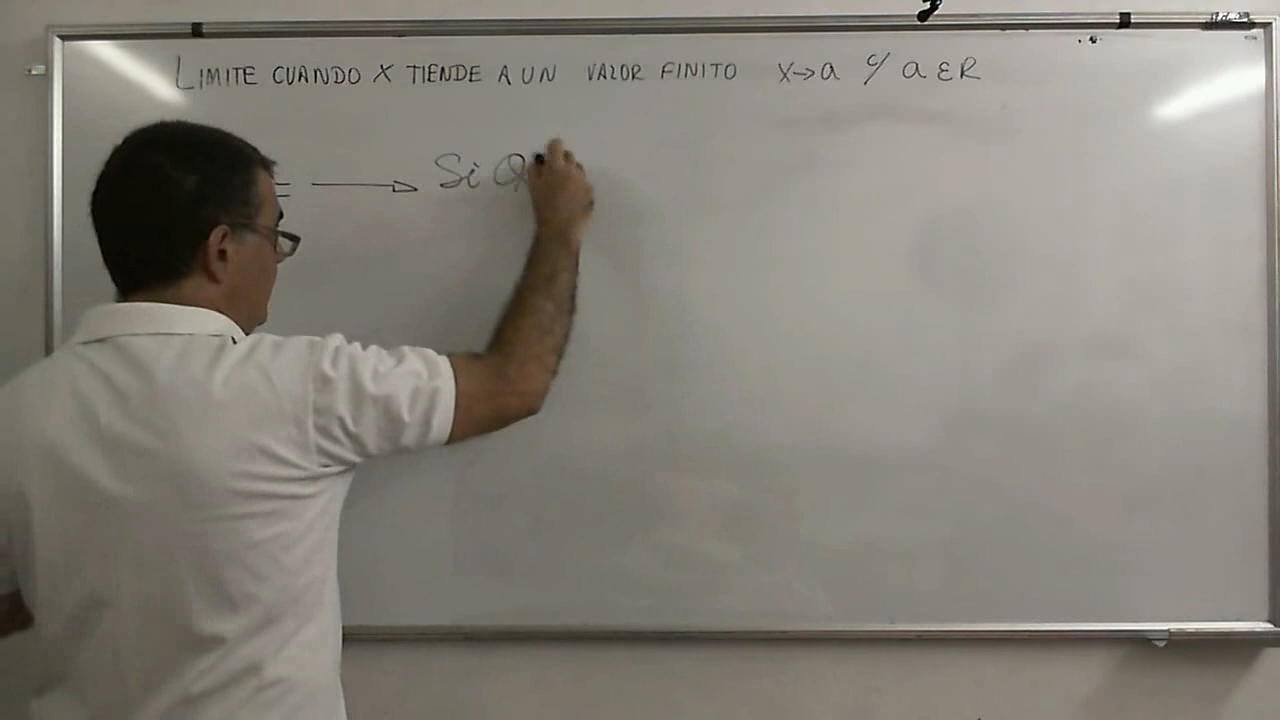 LIMITE CUANDO X TIENDE A UN VALOR FINITO X→a c/ a ε R
= → Si Q